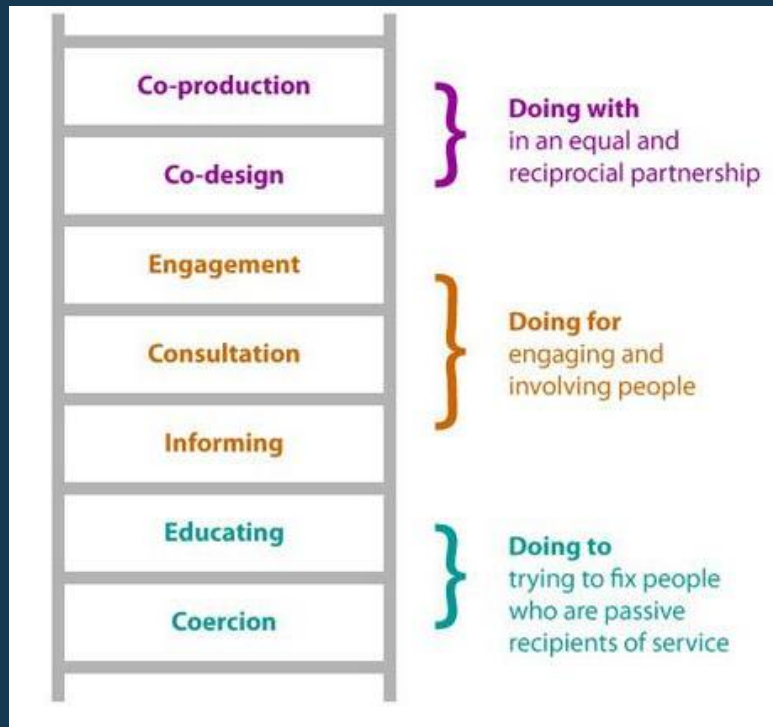 Co-production
Co-design
Doing with
in an equal and
reciprocial partnership
Engagement
Consultation
Informing
Doing for
engaging and
involving people
Educating
Coercion
Doing to
trying to fix people
who are passive
recipients of service